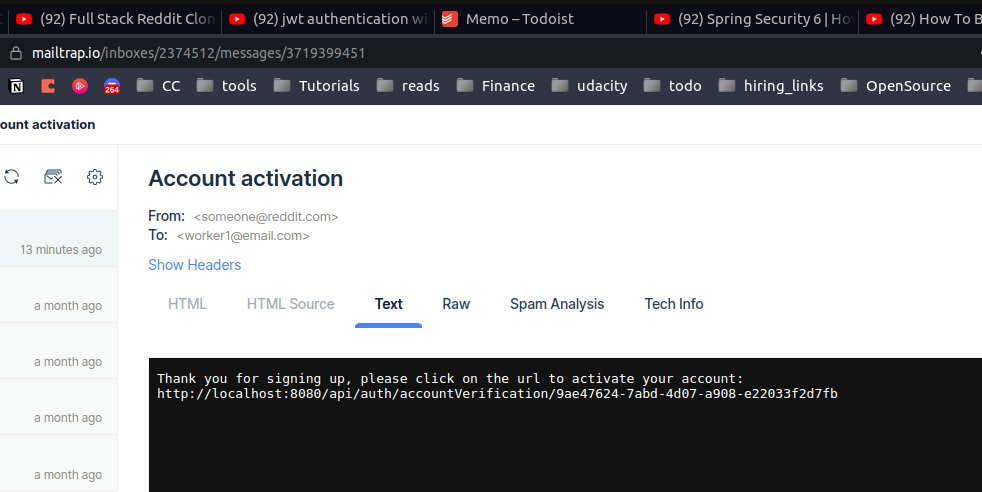 (92) Full Stack Reddit Clon
(92) jwt authentication wi
Memo – Todoist
(92) Spring Security 6 | Ho
(92) How To B
mailtrap.io/inboxes/2374512/messages/3719399451
264
CC
tools
Tutorials
reads
Finance
udacity
todo
hiring_links
OpenSource
ount activation
Account activation
From: <someone@reddit.com>
To: <worker1@email.com>
Show Headers
HTML
HTML Source
Text
Raw
Spam Analysis
Tech Info
13 minutes ago
a month ago
a month ago
a month ago
a month ago
Thank you for signing up, please click on the url to activate your account:
http://localhost:8080/api/auth/accountVerification/9ae47624-7abd-4d07-a908-e22033f2d7fb